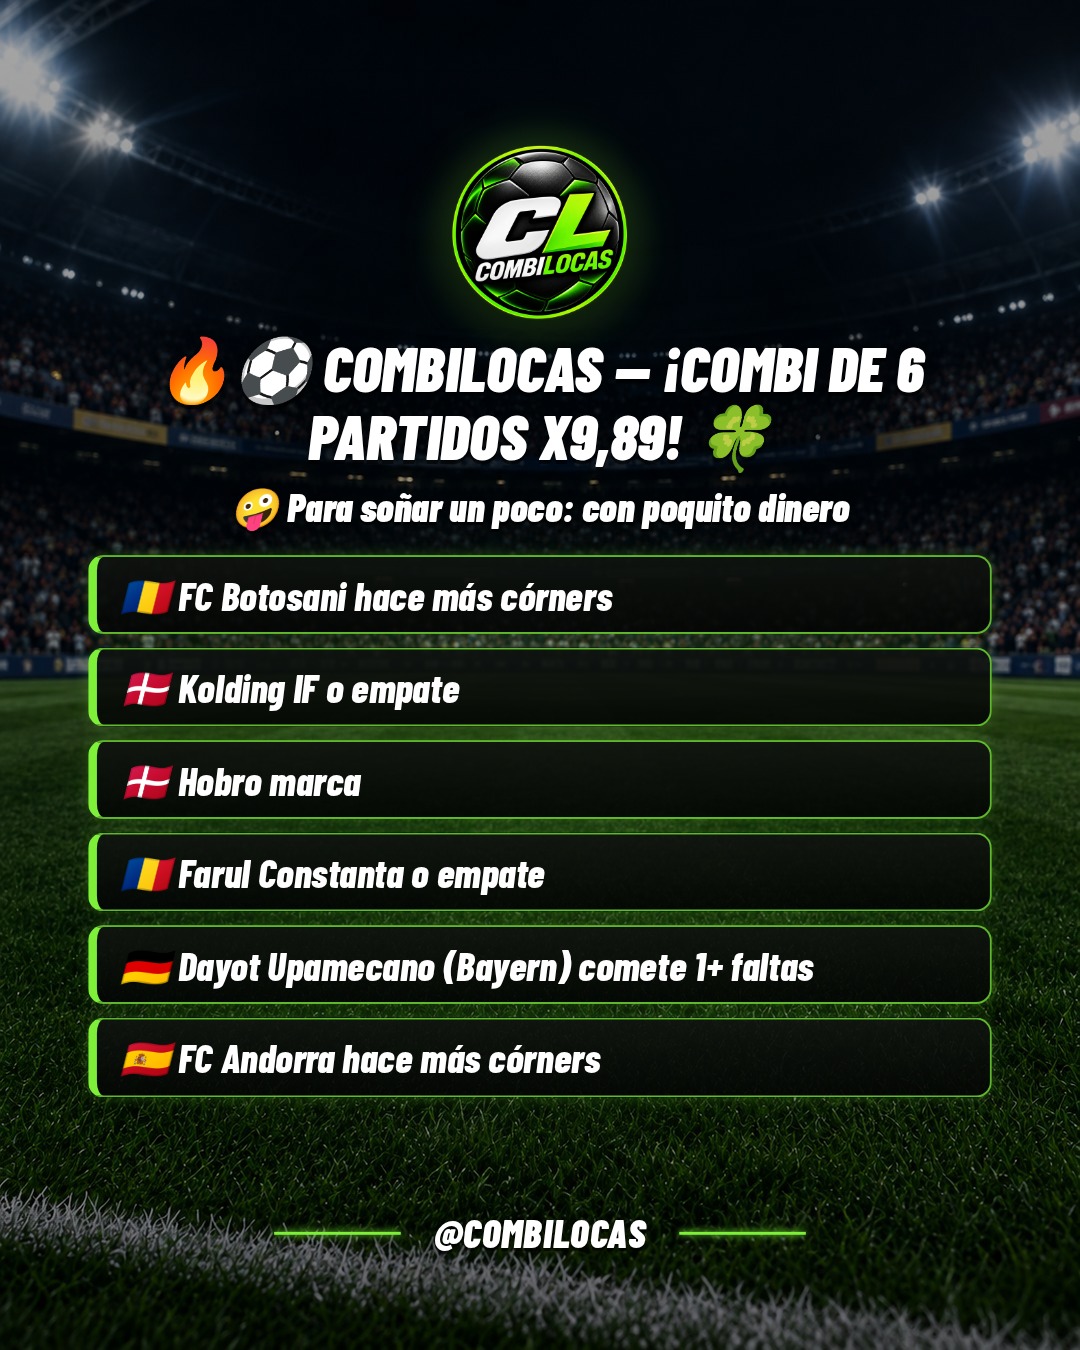 CL
COMBILOCAS
🔥⚽ COMBILOCAS – ¡COMBI DE 6
PARTIDOS X9,89! 🍀
🤪 Para soñar un poco: con poquito dinero
🇷🇴 FC Botosani hace más córners
🇩🇰 Kolding IF o empate
🇩🇰 Hobro marca
🇷🇴 Farul Constanta o empate
🇩🇪 Dayot Upamecano (Bayern) comete 1+ faltas
🇪🇸 FC Andorra hace más córners
@COMBILOCAS